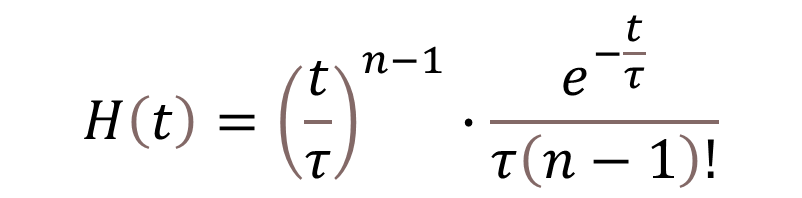 H(t) = (t/τ)^{n−1} · e^{−t/τ} / τ(n − 1)!